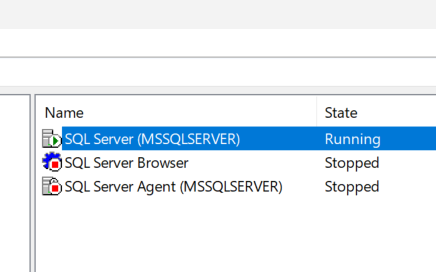 Name State
SQL Server (MSSQLSERVER) Running
SQL Server Browser Stopped
SQL Server Agent (MSSQLSERVER) Stopped